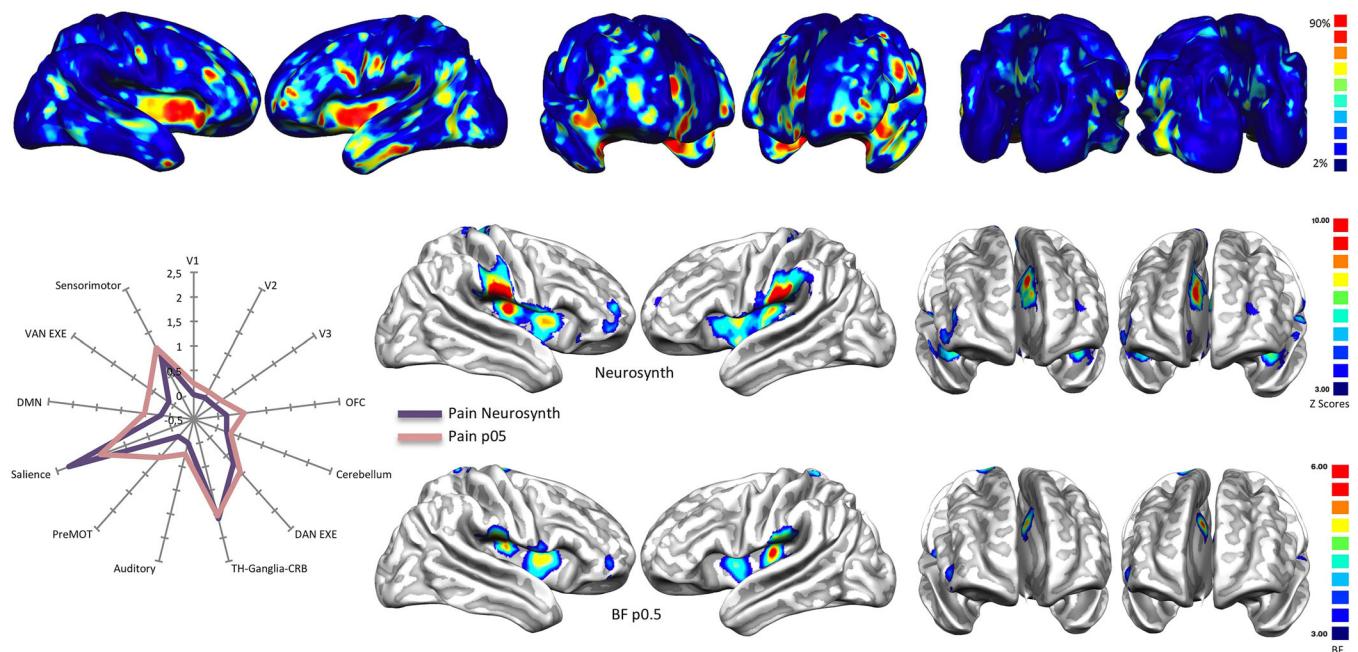 90%
2%
V1
V2
V3
OFC
Cerebellum
DAN EXE
TH-Ganglia-CRB
Auditory
PreMOT
Salience
DMN
VAN EXE
Sensorimotor
2,5
2
1,5
1
0,5
0
-0,5
Pain Neurosynth
Pain p05
Neurosynth
10.00
3.00
Z Scores
BF p0.5
6.00
3.00
BF